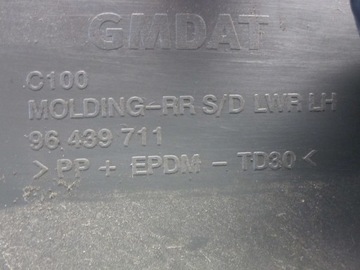 GMDAT
C100
MOLDING-RR S/D LWR LH
96 439 711
> PP + EPDM - TD30 <